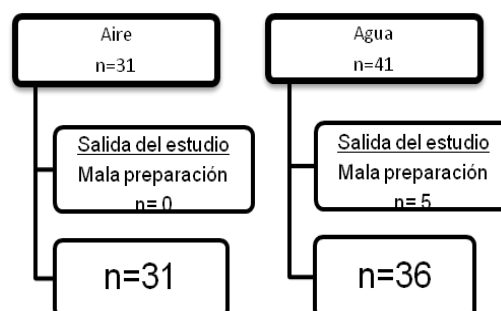 Aire
n=31
Salida del estudio
Mala preparación
n= 0
n=31
Agua
n=41
Salida del estudio
Mala preparación
n= 5
n=36